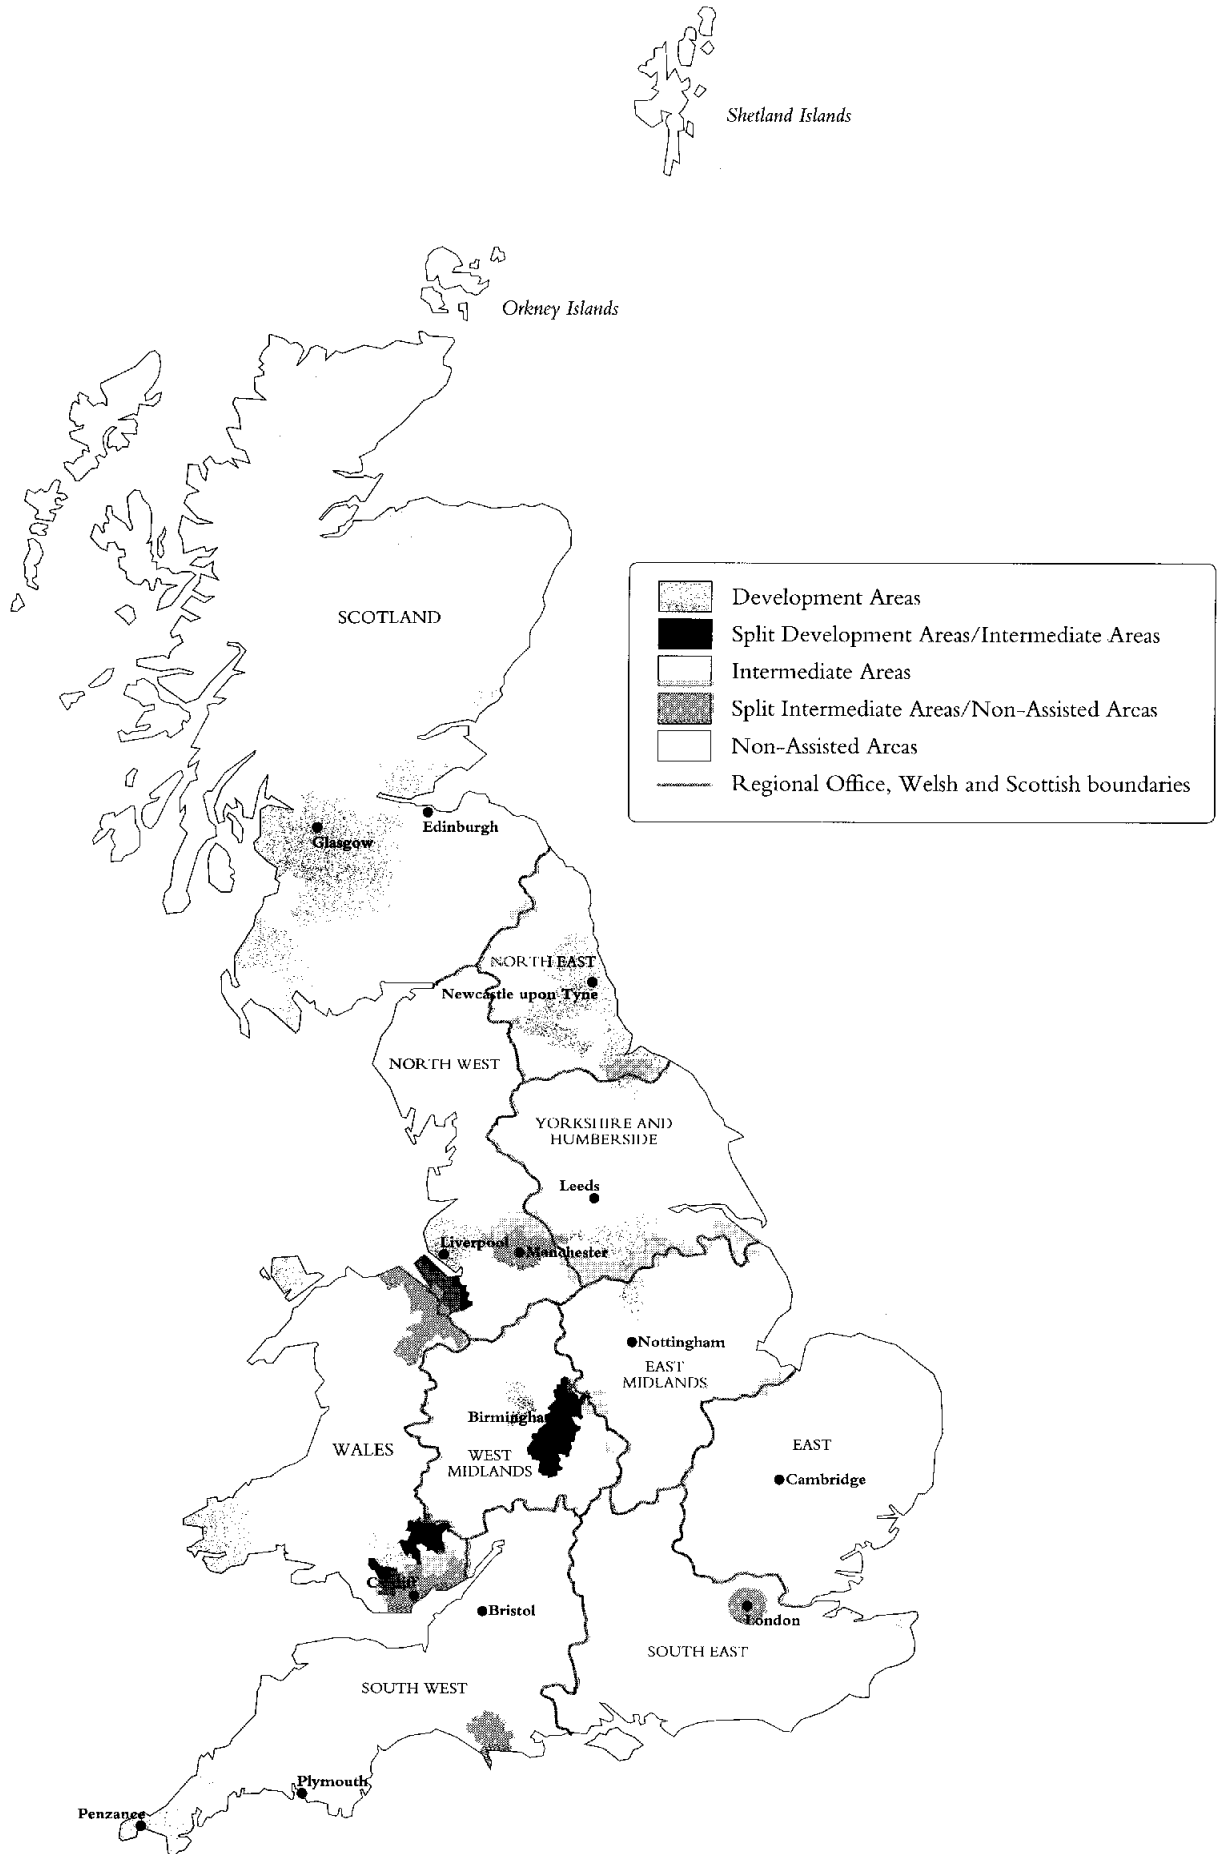 Shetland Islands
Orkney Islands
SCOTLAND
Development Areas
Split Development Areas/Intermediate Areas
Intermediate Areas
Split Intermediate Areas/Non-Assisted Areas
Non-Assisted Areas
Regional Office, Welsh and Scottish boundaries
Edinburgh
Glasgow
NORTH EAST
Newcastle upon Tyne
NORTH WEST
YORKSHIRE AND
HUMBERSIDE
Leeds
Liverpool
Manchester
Nottingham
EAST
MIDLANDS
Birmingha
WALES
WEST
MIDLANDS
EAST
Cambridge
Cardiff
Bristol
London
SOUTH EAST
SOUTH WEST
Plymouth
Penzance